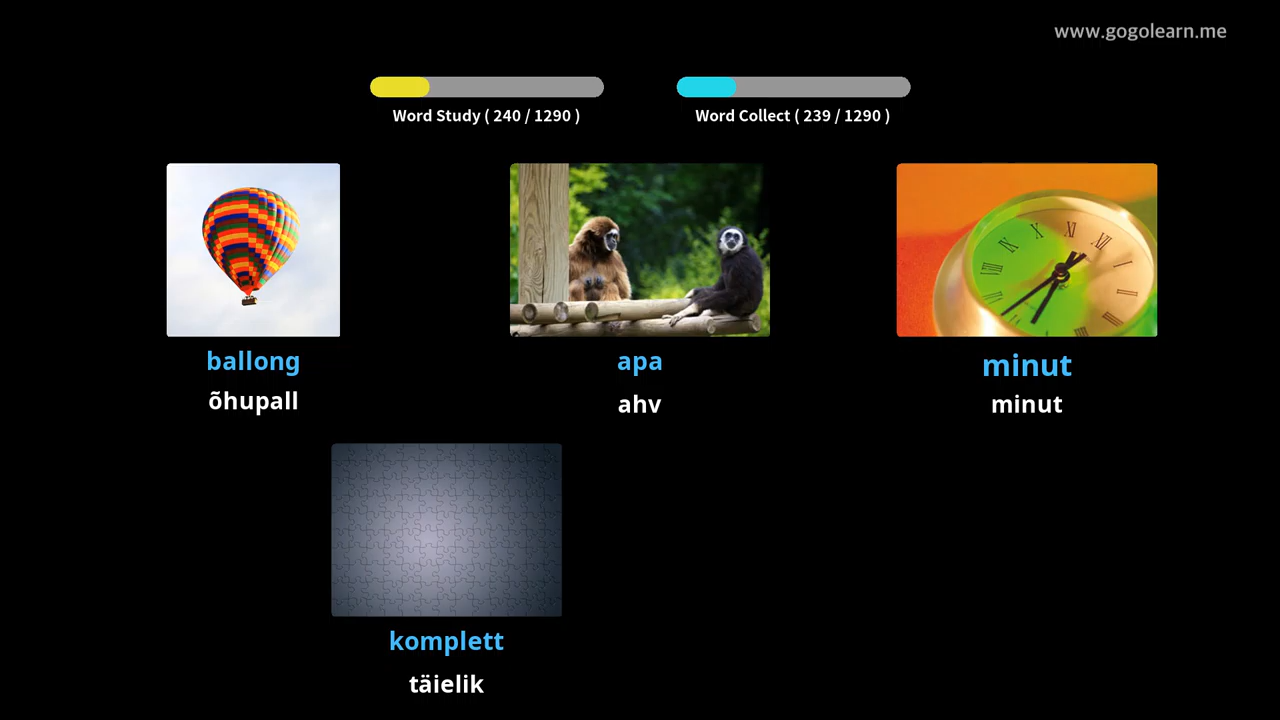 www.gogolearn.me
Word Study ( 240 / 1290 )
Word Collect ( 239 / 1290 )
ballong
õhupall
apa
ahv
minut
minut
komplett
täielik